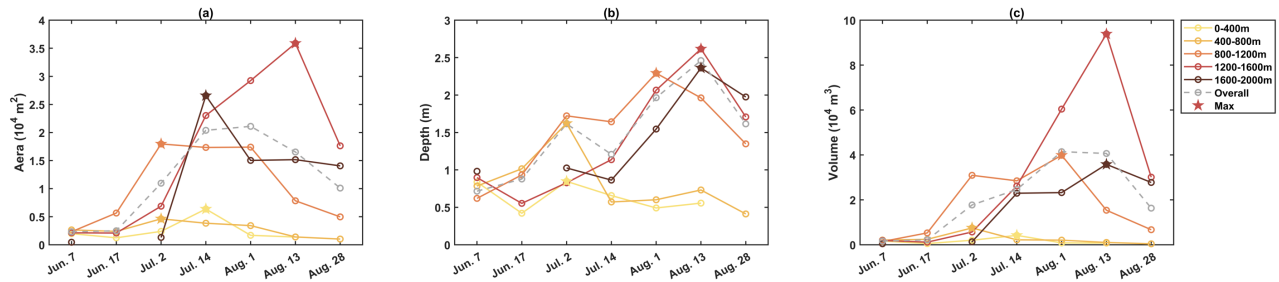 (a)
4
3.5
3
2.5
2
1.5
1
0.5
0
Aera (10⁴ m²)
Jun. 7
Jun. 17
Jul. 2
Jul. 14
Aug. 1
Aug. 13
Aug. 28
(b)
3
2.5
2
1.5
1
0.5
0
Depth (m)
Jun. 7
Jun. 17
Jul. 2
Jul. 14
Aug. 1
Aug. 13
Aug. 28
(c)
10
8
6
4
2
0
Volume (10⁴ m³)
Jun. 7
Jun. 17
Jul. 2
Jul. 14
Aug. 1
Aug. 13
Aug. 28
0-400m
400-800m
800-1200m
1200-1600m
1600-2000m
Overall
Max